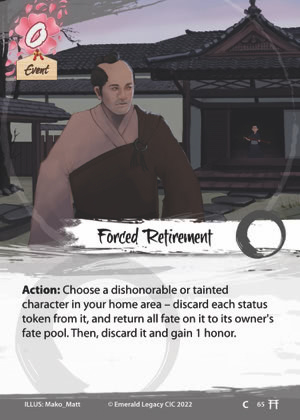 0
Event
Forced Retirement
Action: Choose a dishonorable or tainted
character in your home area – discard each status
token from it, and return all fate on it to its owner's
fate pool. Then, discard it and gain 1 honor.
ILLUS: Mako_Matt © Emerald Legacy CIC 2022 C 65